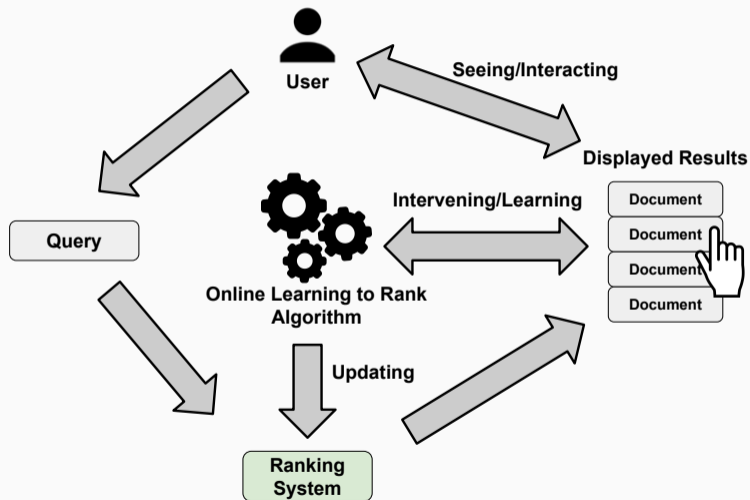 User
Seeing/Interacting
Displayed Results
Document
Document
Document
Document
Intervening/Learning
Query
Online Learning to Rank
Algorithm
Updating
Ranking
System